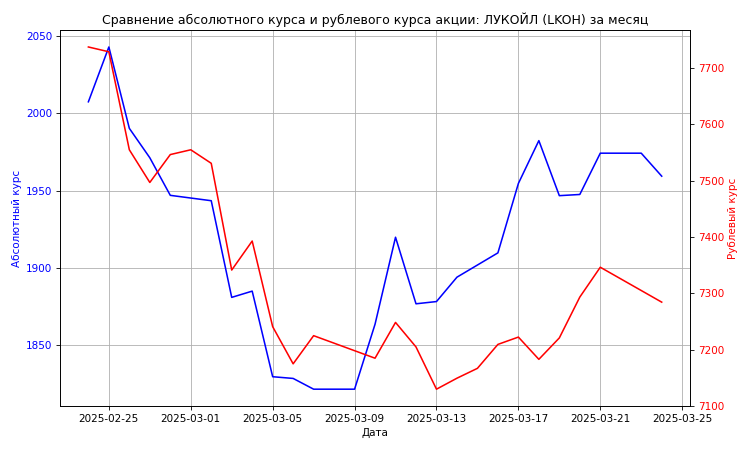 Сравнение абсолютного курса и рублевого курса акции: ЛУКОЙЛ (LKOH) за месяц
2050
2000
1950
1900
1850
Абсолютный курс
7700
7600
7500
7400
7300
7200
7100
Рублевый курс
2025-02-25 2025-03-01 2025-03-05 2025-03-09 2025-03-13 2025-03-17 2025-03-21 2025-03-25
Дата